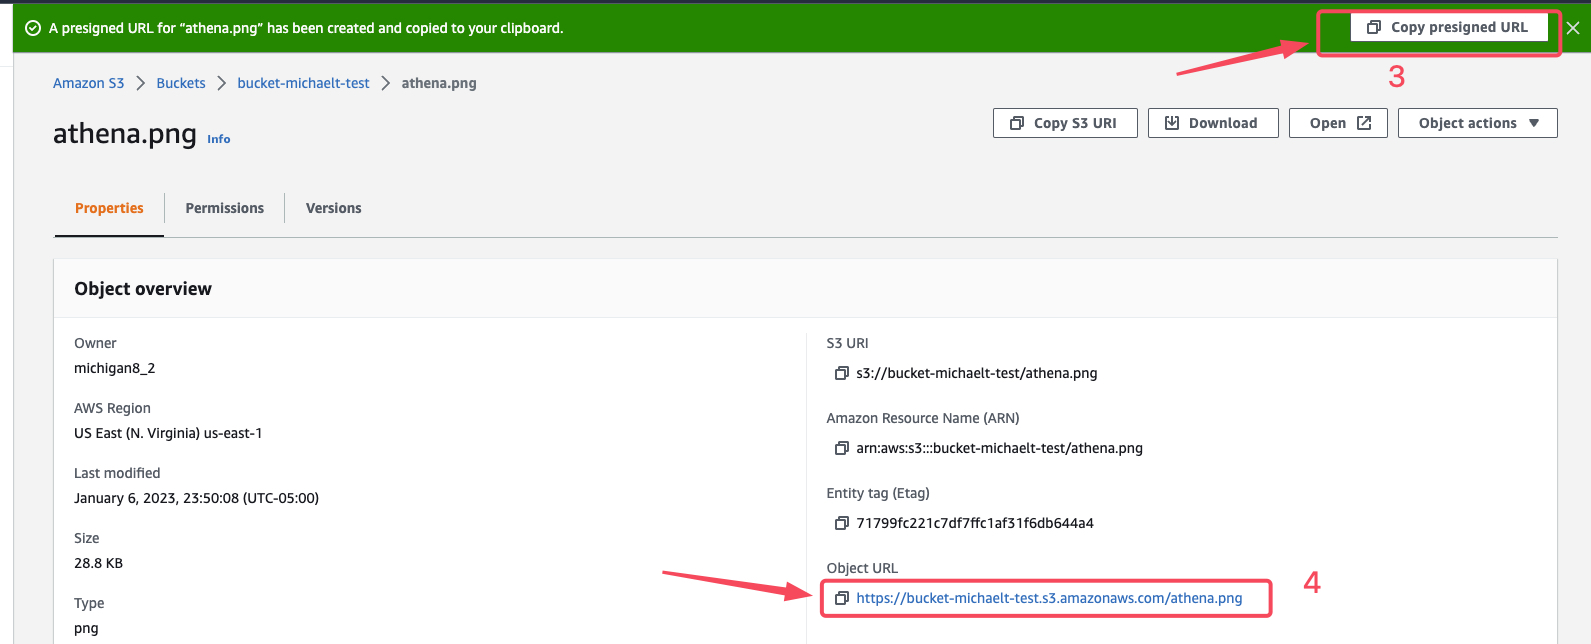 A presigned URL for “athena.png” has been created and copied to your clipboard.
Copy presigned URL
3
Amazon S3 > Buckets > bucket-michaelt-test > athena.png
athena.png Info
Copy S3 URI
Download
Open
Object actions
Properties
Permissions
Versions
Object overview
Owner
michigan8_2
AWS Region
US East (N. Virginia) us-east-1
Last modified
January 6, 2023, 23:50:08 (UTC-05:00)
Size
28.8 KB
Type
png
S3 URI
s3://bucket-michaelt-test/athena.png
Amazon Resource Name (ARN)
arn:aws:s3:::bucket-michaelt-test/athena.png
Entity tag (Etag)
71799fc221c7df7ffc1af31f6db644a4
Object URL
https://bucket-michaelt-test.s3.amazonaws.com/athena.png
4